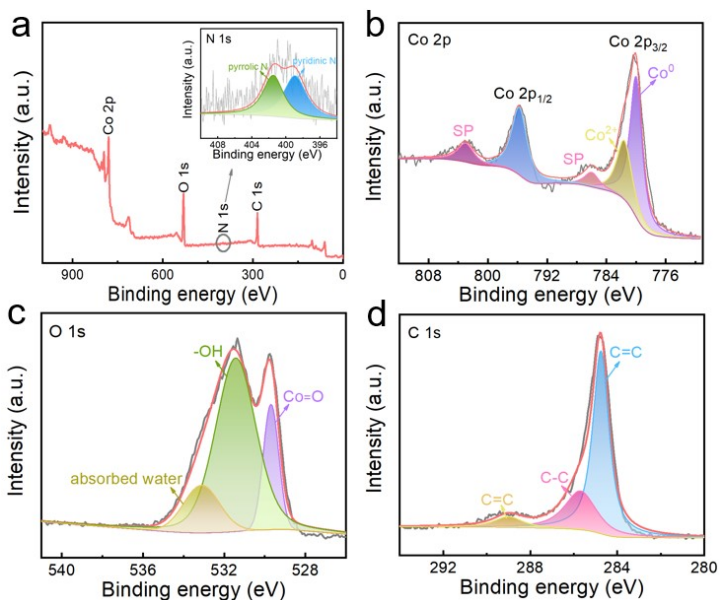 a
N 1s
pyrrolic N
pyridinic N
Intensity (a.u.)
408 404 400 396
Binding energy (eV)
Co 2p
O 1s
N 1s
C 1s
Intensity (a.u.)
900 600 300 0
Binding energy (eV)
b
Co 2p
Co 2p3/2
Co⁰
Co 2p1/2
Co²⁺
SP
SP
Intensity (a.u.)
808 800 792 784 776
Binding energy (eV)
c
O 1s
-OH
Co=O
absorbed water
Intensity (a.u.)
540 536 532 528
Binding energy (eV)
d
C 1s
C=C
C-C
C=C
Intensity (a.u.)
292 288 284 280
Binding energy (eV)